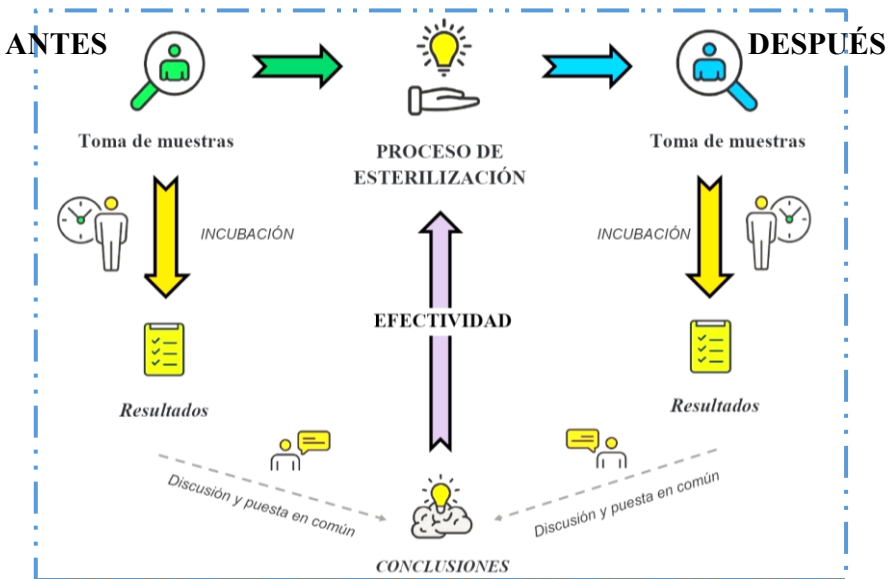 ANTES
DESPUÉS
Toma de muestras
Toma de muestras
PROCESO DE
ESTERILIZACIÓN
INCUBACIÓN
INCUBACIÓN
EFECTIVIDAD
Resultados
Resultados
Discusión y puesta en común
Discusión y puesta en común
CONCLUSIONES